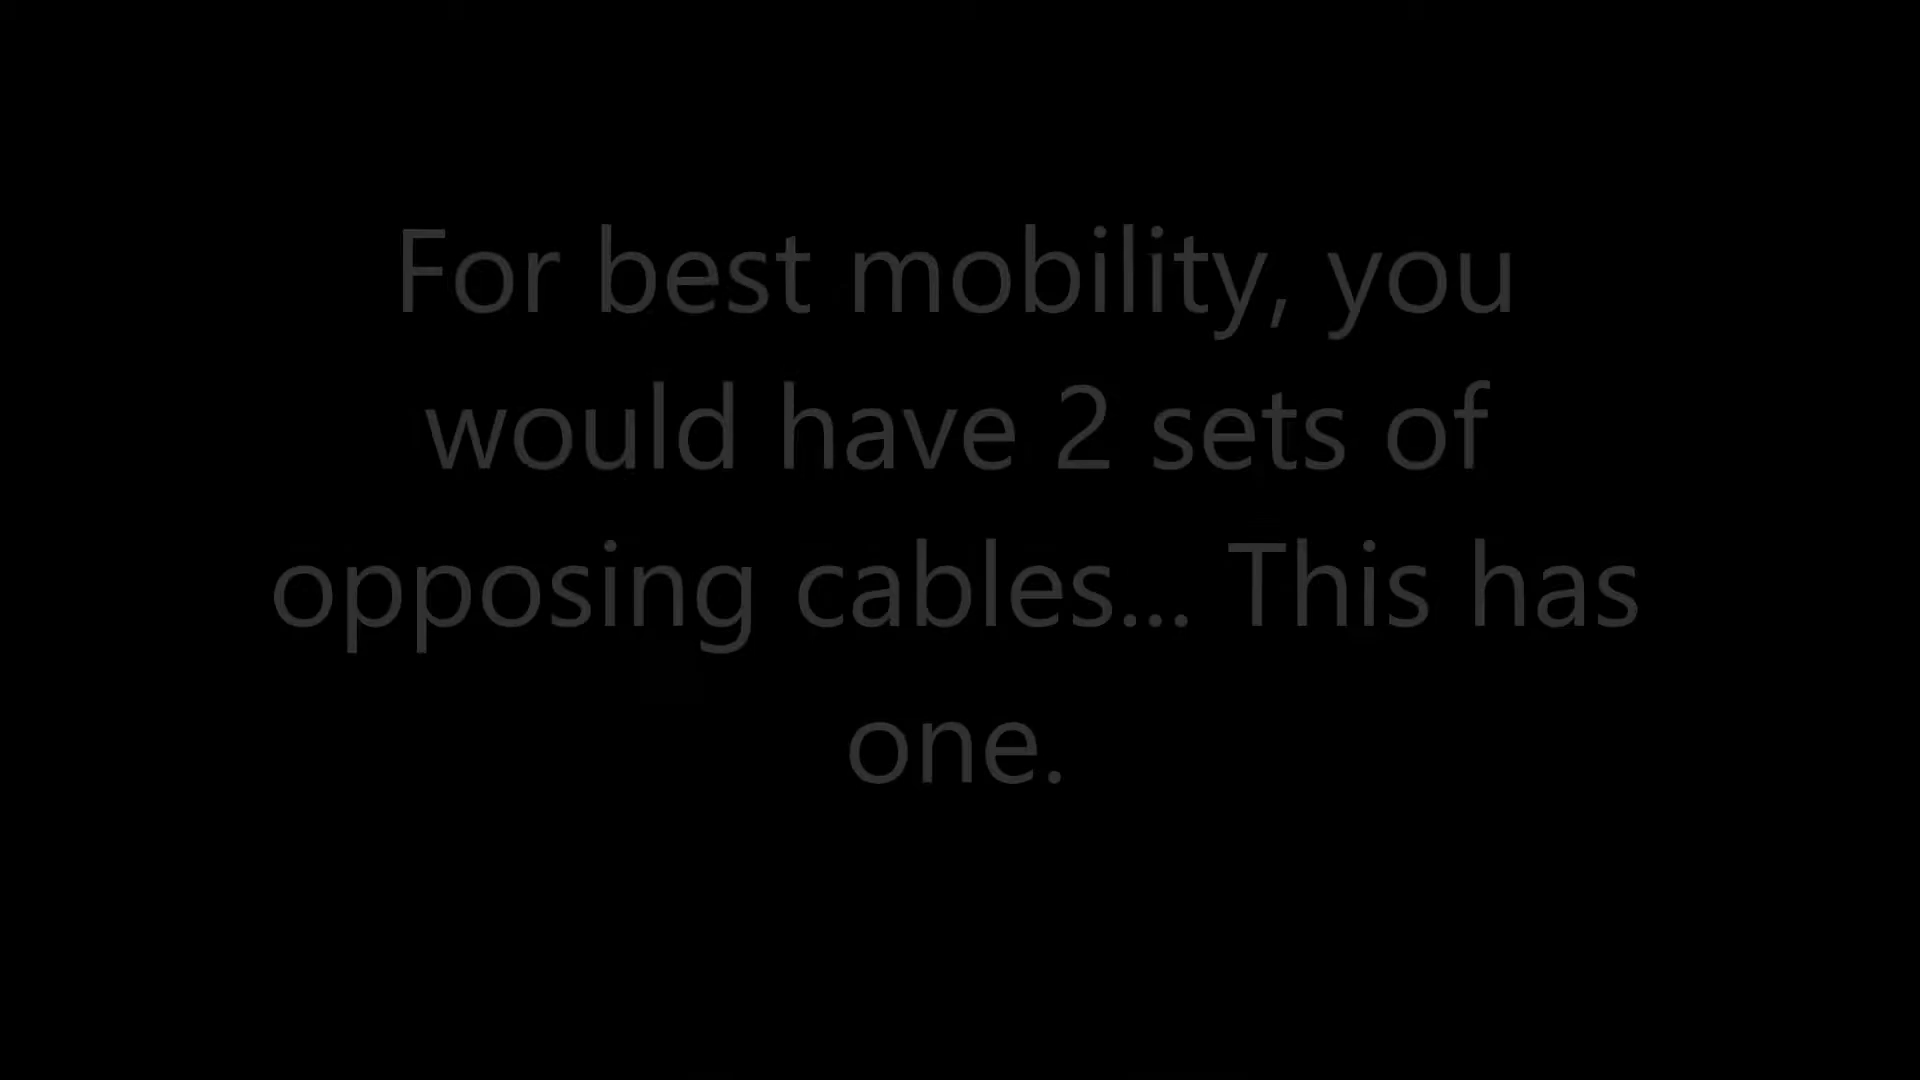 For best mobility, you
would have 2 sets of
opposing cables... This has
one.